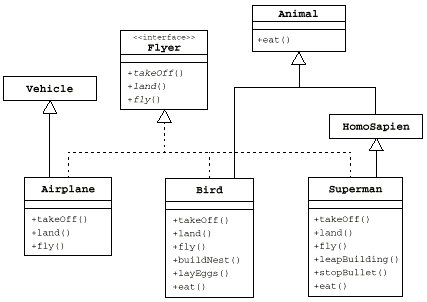 Animal
+eat()
<<interface>>
Flyer
+takeOff()
+land()
+fly()
Vehicle
HomoSapien
Airplane
+takeOff()
+land()
+fly()
Bird
+takeOff()
+land()
+fly()
+buildNest()
+layEggs()
+eat()
Superman
+takeOff()
+land()
+fly()
+leapBuilding()
+stopBullet()
+eat()